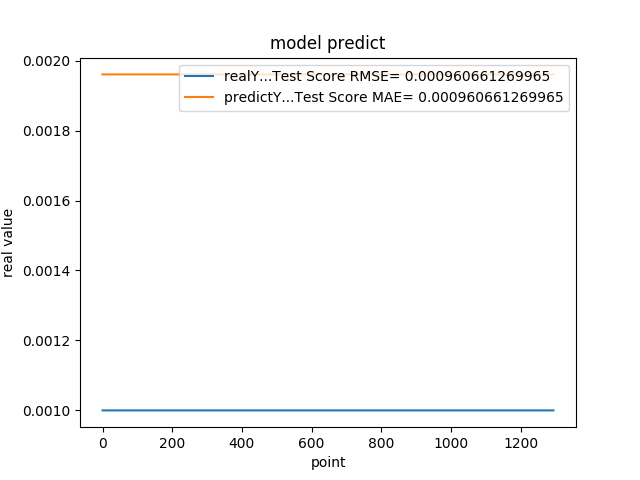 model predict
0.0020
realY...Test Score RMSE= 0.000960661269965
predictY...Test Score MAE= 0.000960661269965
0.0018
0.0016
0.0014
0.0012
0.0010
real value
0 200 400 600 800 1000 1200
point